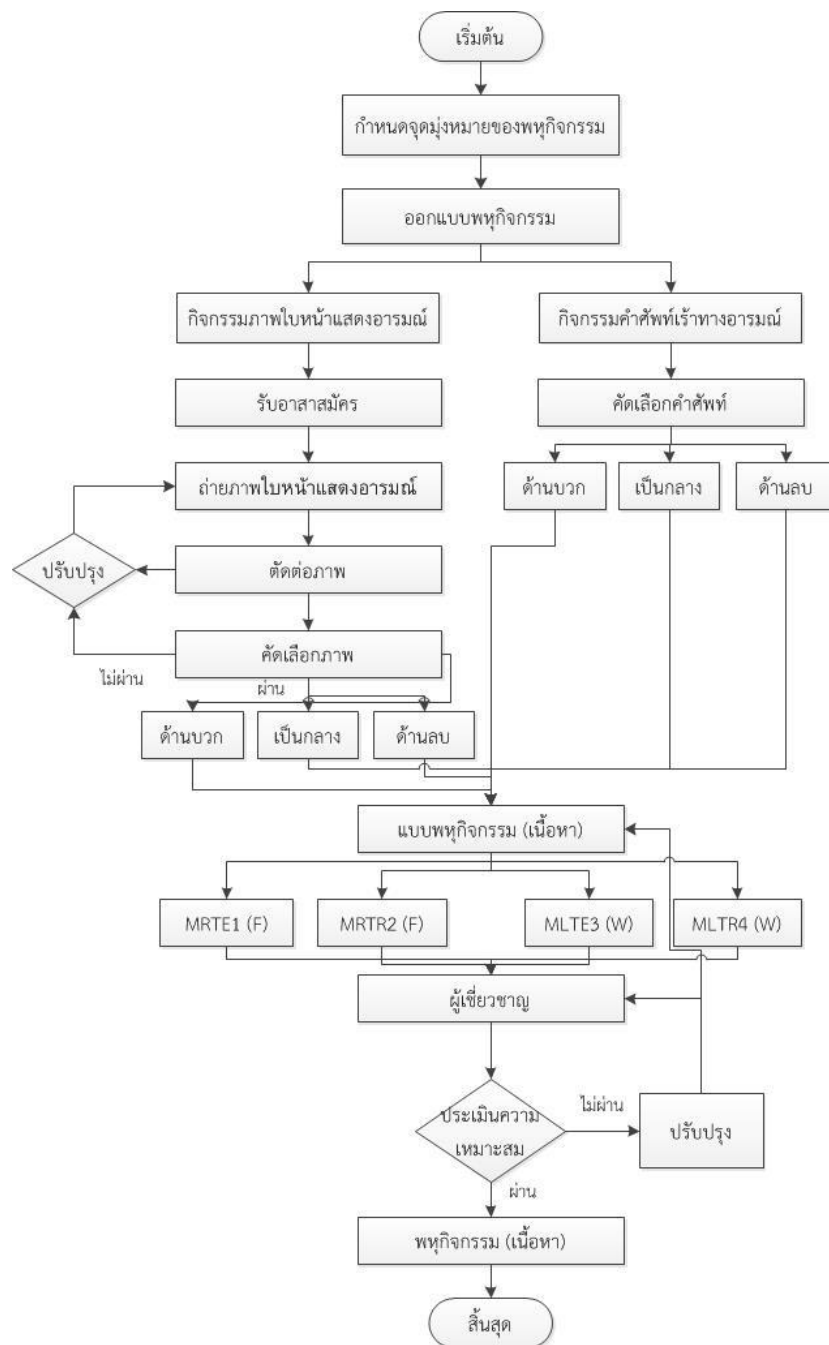 เริ่มต้น
กำหนดจุดมุ่งหมายของพหุกิจกรรม
ออกแบบพหุกิจกรรม
กิจกรรมภาพใบหน้าแสดงอารมณ์
กิจกรรมคำศัพท์เร้าทางอารมณ์
รับอาสาสมัคร
คัดเลือกคำศัพท์
ถ่ายภาพใบหน้าแสดงอารมณ์
ด้านบวก
เป็นกลาง
ด้านลบ
ปรับปรุง
ตัดต่อภาพ
คัดเลือกภาพ
ไม่ผ่าน
ผ่าน
ด้านบวก
เป็นกลาง
ด้านลบ
แบบพหุกิจกรรม (เนื้อหา)
MRTE1 (F)
MRTR2 (F)
MLTE3 (W)
MLTR4 (W)
ผู้เชี่ยวชาญ
ประเมินความ
เหมาะสม
ไม่ผ่าน
ปรับปรุง
ผ่าน
พหุกิจกรรม (เนื้อหา)
สิ้นสุด